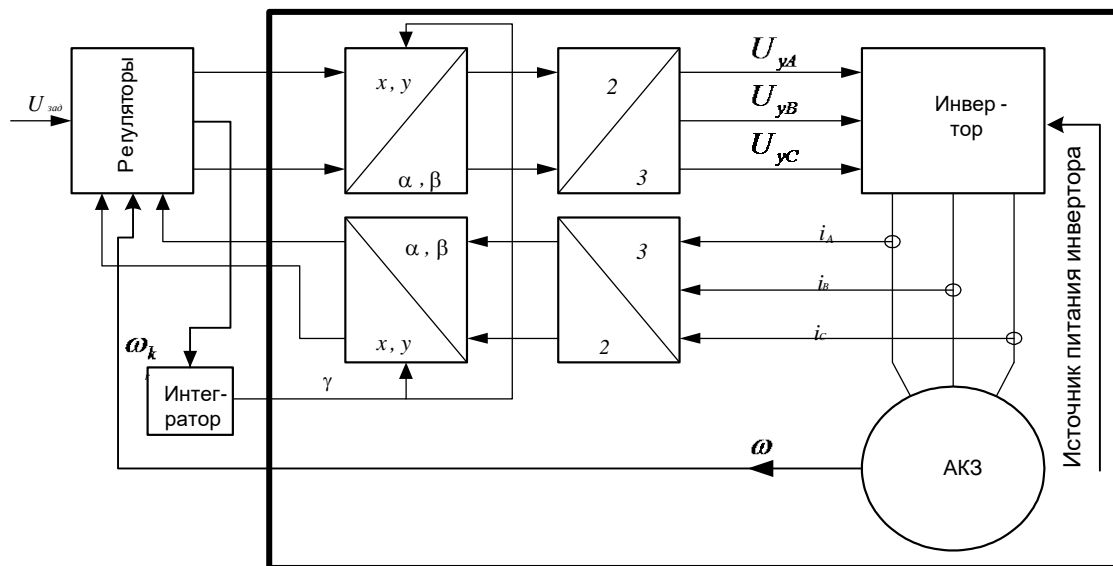 Регуляторы
U зад
x, y
α , β
2
3
U yA
U yB
U yC
Инвер -
тор
Источник питания инвертора
α , β
x, y
3
2
i A
i B
i C
ω k
Интег-
ратор
γ
ω
АКЗ